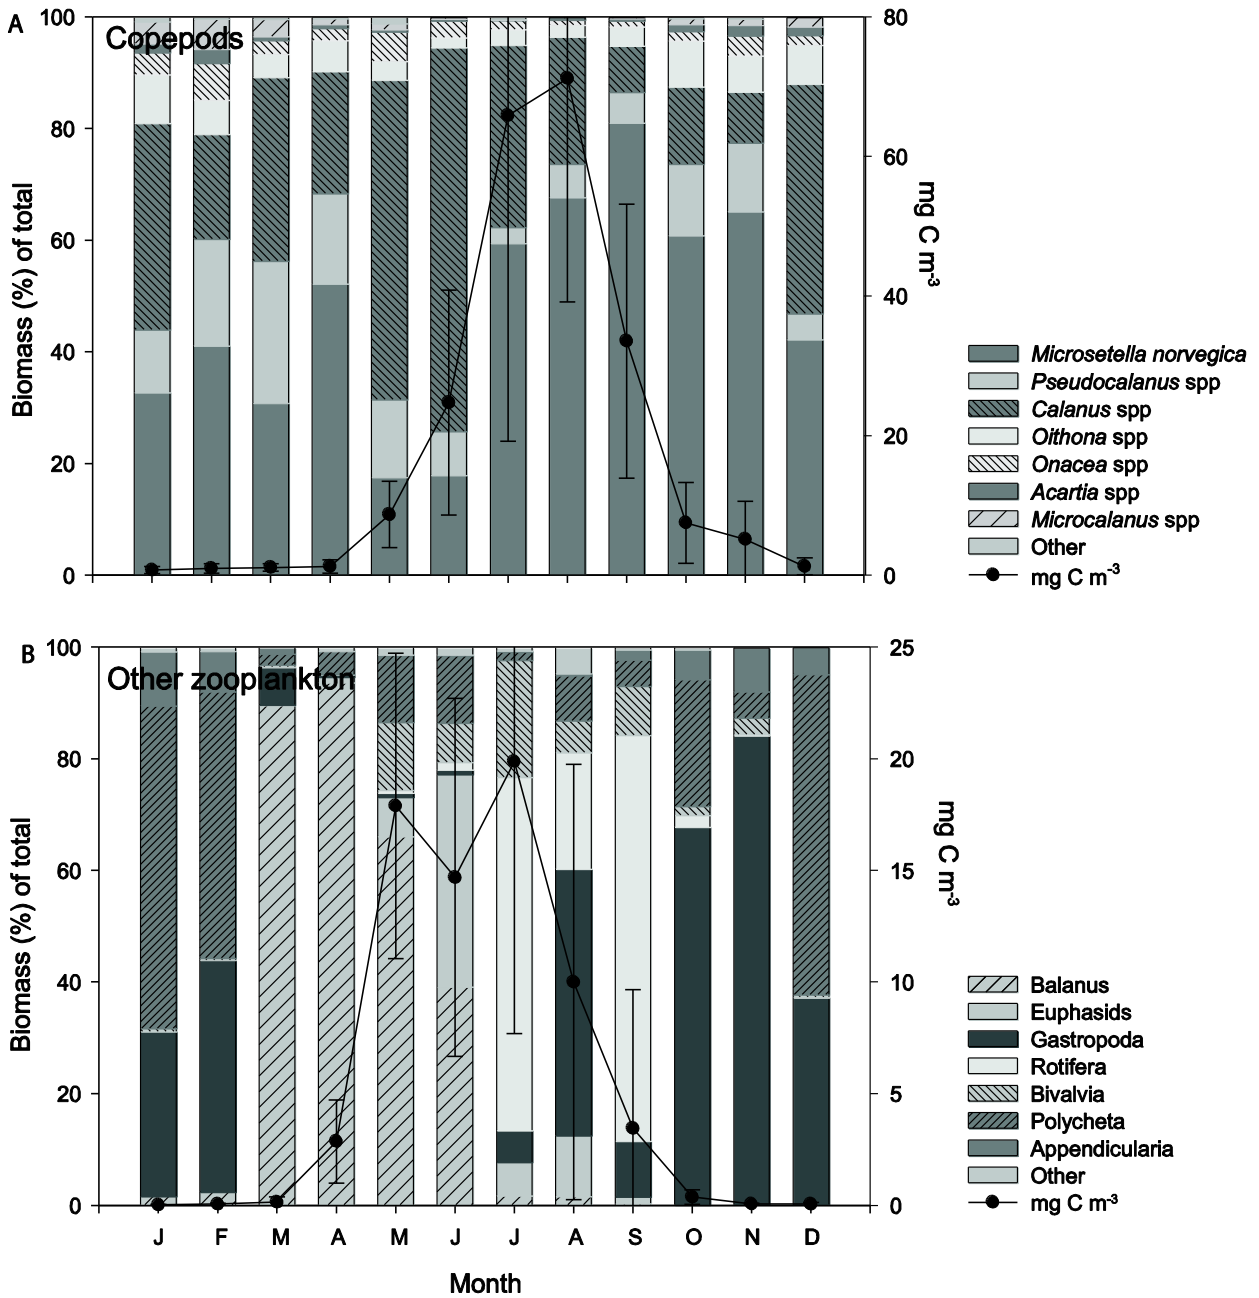 A
Copepods
100
80
60
40
20
0
Biomass (%) of total
80
60
40
20
0
mg C m-3
Microsetella norvegica
Pseudocalanus spp
Calanus spp
Oithona spp
Onacea spp
Acartia spp
Microcalanus spp
Other
mg C m-3
B
Other zooplankton
100
80
60
40
20
0
Biomass (%) of total
25
20
15
10
5
0
mg C m-3
Balanus
Euphasids
Gastropoda
Rotifera
Bivalvia
Polycheta
Appendicularia
Other
mg C m-3
J F M A M J J A S O N D
Month